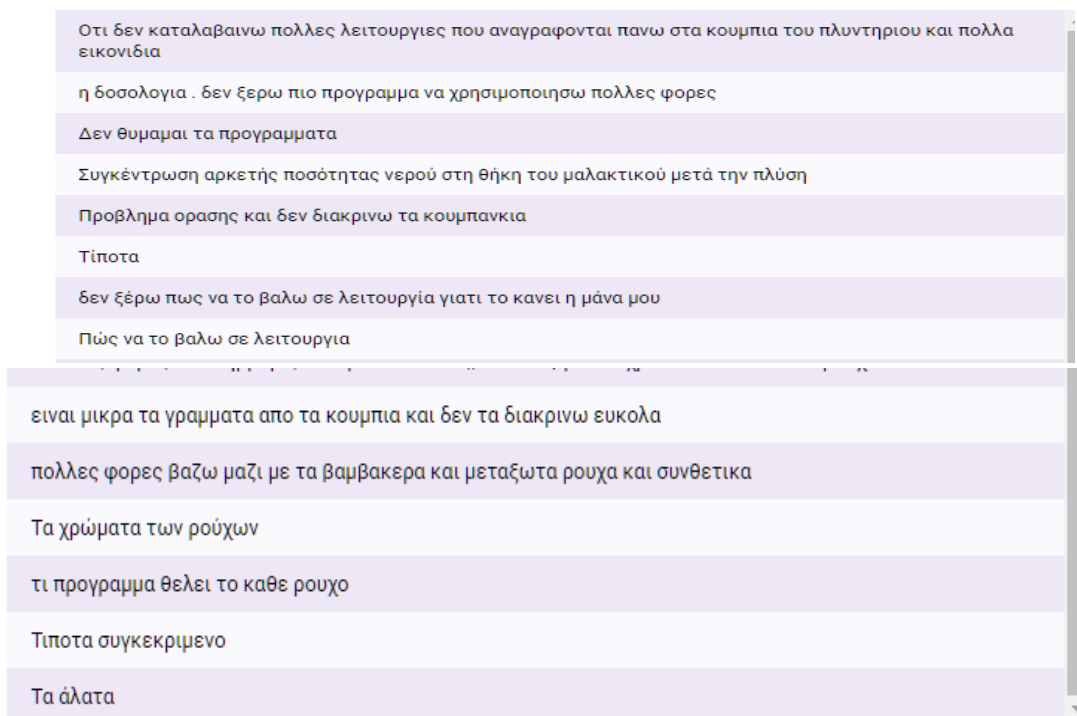 Οτι δεν καταλαβαινω πολλες λειτουργιες που αναγραφονται πανω στα κουμπια του πλυντηριου και πολλα
εικονιδια
η δοσολογια . δεν ξερω πιο προγραμμα να χρησιμοποιησω πολλες φορες
Δεν θυμαμαι τα προγραμματα
Συγκέντρωση αρκετής ποσότητας νερού στη θήκη του μαλακτικού μετά την πλύση
Προβλημα ορασης και δεν διακρινω τα κουμπανκια
Τίποτα
δεν ξέρω πως να το βαλω σε λειτουργία γιατι το κανει η μάνα μου
Πώς να το βαλω σε λειτουργια
ειναι μικρα τα γραμματα απο τα κουμπια και δεν τα διακρινω ευκολα
πολλες φορες βαζω μαζι με τα βαμβακερα και μεταξωτα ρουχα και συνθετικα
Τα χρώματα των ρούχων
τι προγραμμα θελει το καθε ρουχο
Τιποτα συγκεκριμενο
Τα άλατα